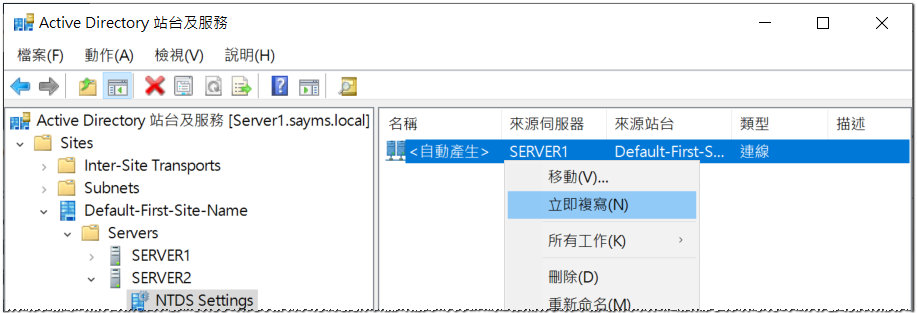 Active Directory 站台及服務
檔案(F) 動作(A) 檢視(V) 說明(H)
Active Directory 站台及服務 [Server1.sayms.local]
Sites
Inter-Site Transports
Subnets
Default-First-Site-Name
Servers
SERVER1
SERVER2
NTDS Settings
名稱 來源伺服器 來源站台 類型 描述
<自動產生> SERVER1 Default-First-S... 連線
移動(V)...
立即複寫(N)
所有工作(K)
刪除(D)
重新命名(M)